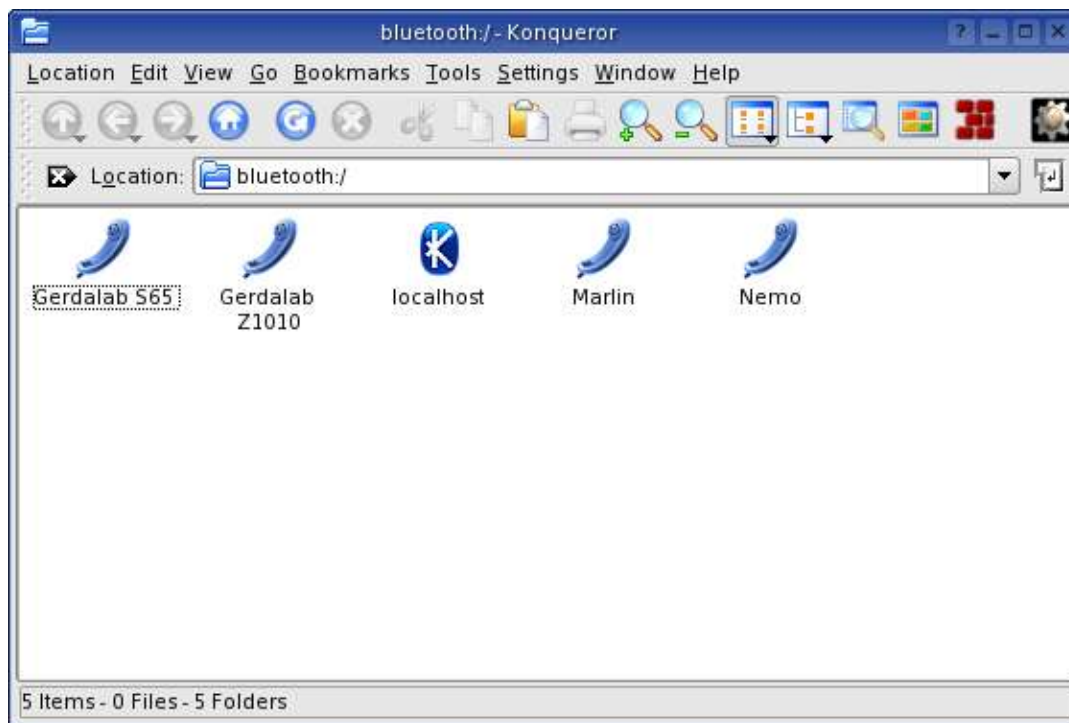 bluetooth:/ - Konqueror
Location Edit View Go Bookmarks Tools Settings Window Help
Location: bluetooth:/
Gerdalab S65
Gerdalab Z1010
localhost
Marlin
Nemo
5 Items - 0 Files - 5 Folders